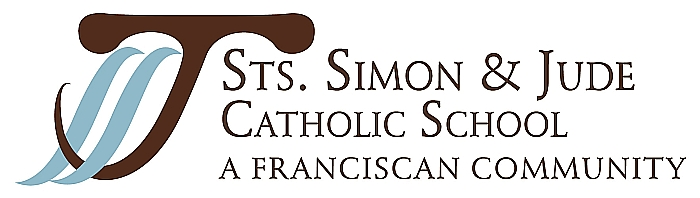 STS. SIMON & JUDE
CATHOLIC SCHOOL
A FRANCISCAN COMMUNITY